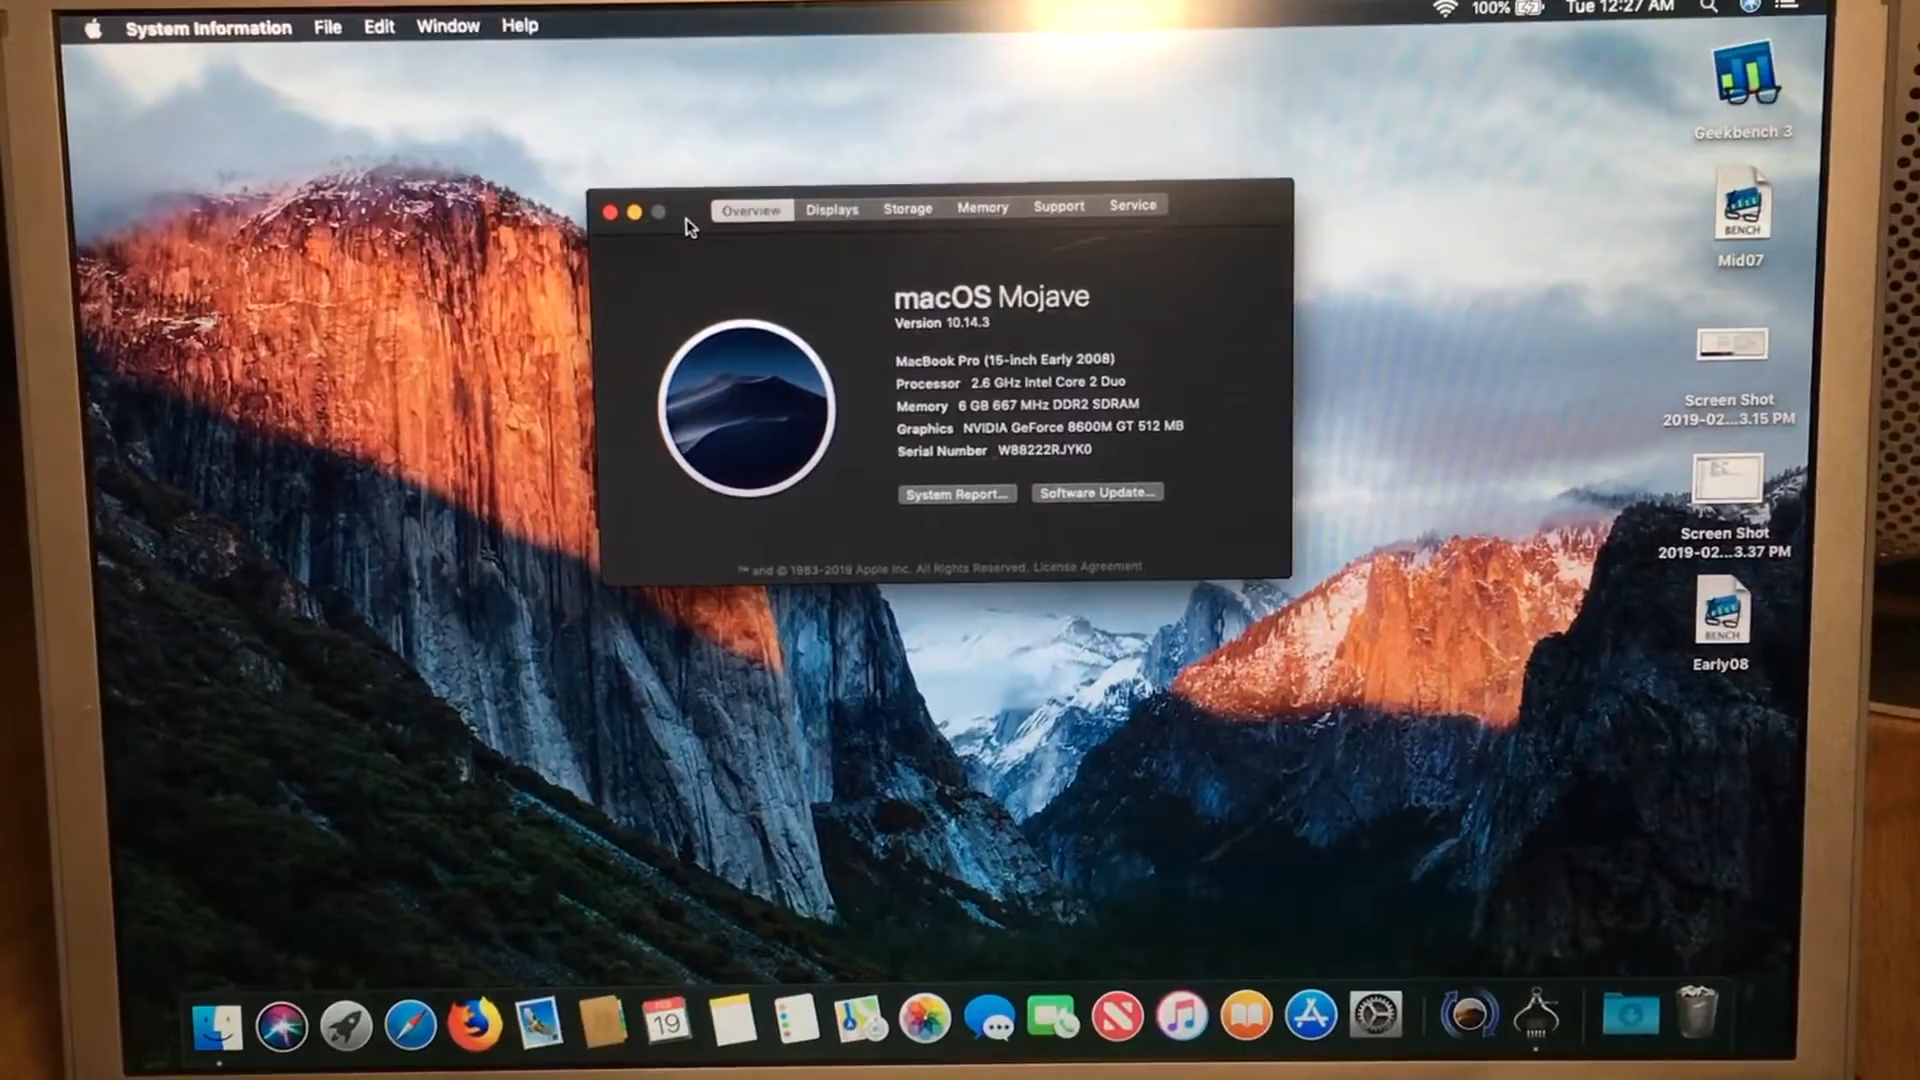 System Information File Edit Window Help
100% Tue 12:27 AM
Geekbench 3
BENCH
Mid07
Screen Shot
2019-02...3.15 PM
Screen Shot
2019-02...3.37 PM
BENCH
Early08
Overview Displays Storage Memory Support Service
macOS Mojave
Version 10.14.3
MacBook Pro (15-inch Early 2008)
Processor 2.6 GHz Intel Core 2 Duo
Memory 6 GB 667 MHz DDR2 SDRAM
Graphics NVIDIA GeForce 8600M GT 512 MB
Serial Number W88222RJYK0
System Report...
Software Update...
™ and © 1983-2019 Apple Inc. All Rights Reserved. License Agreement
FEB
19